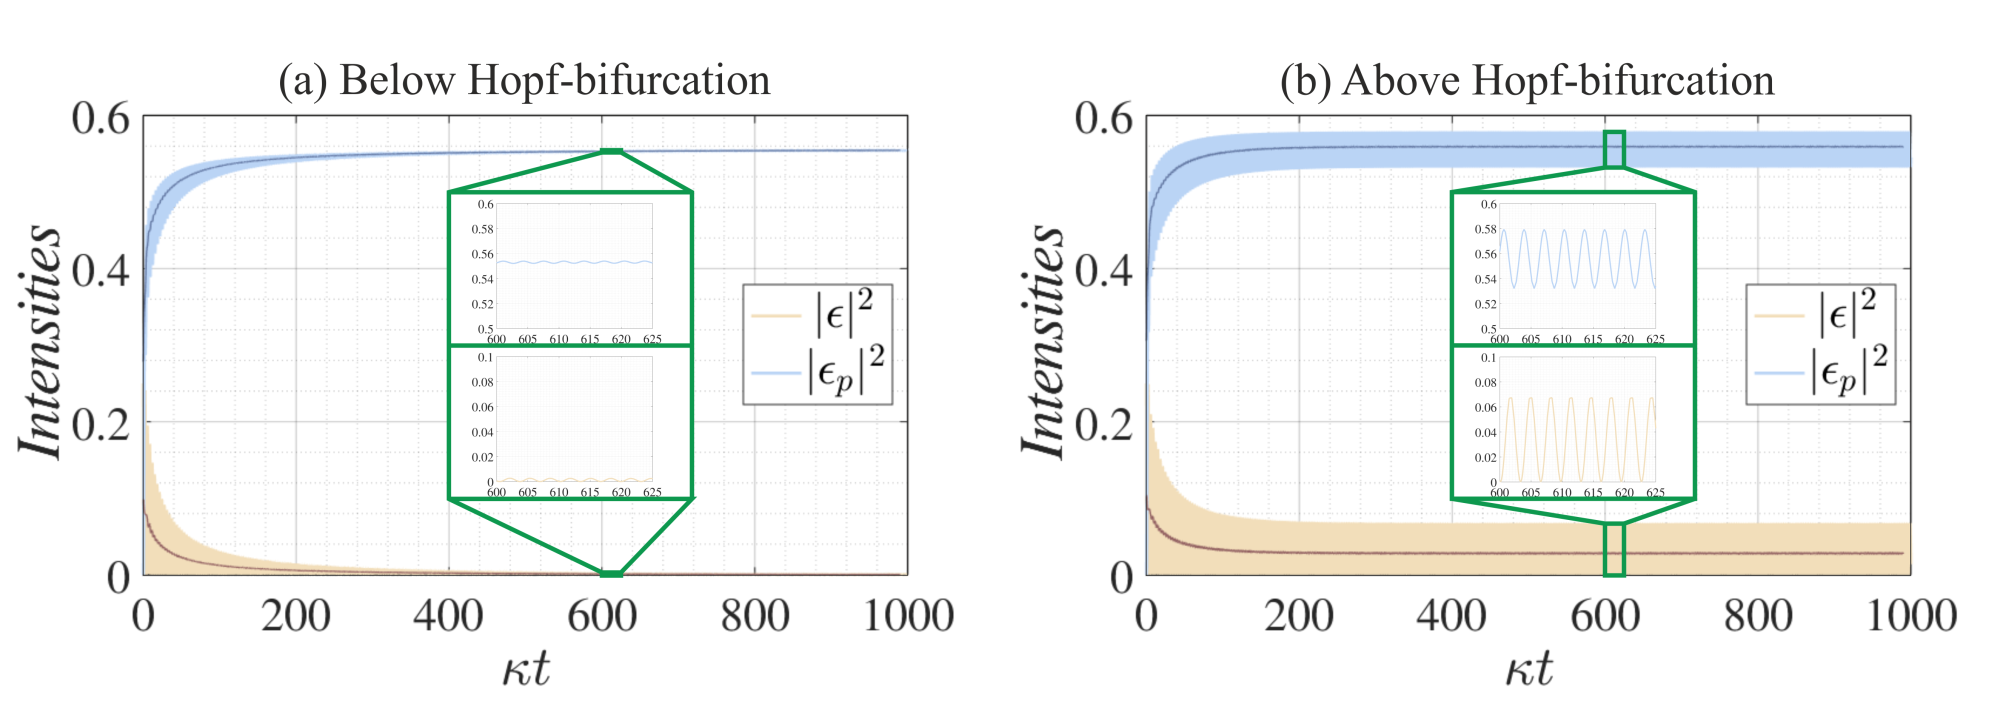 (a) Below Hopf-bifurcation
0.6
0.4
0.2
0
Intensities
0 200 400 600 800 1000
κt
0.6
0.58
0.56
0.54
0.52
0.5
600 605 610 615 620 625
0.1
0.08
0.06
0.04
0.02
0
600 605 610 615 620 625
|ϵ|²
|ϵₚ|²
(b) Above Hopf-bifurcation
0.6
0.4
0.2
0
Intensities
0 200 400 600 800 1000
κt
0.6
0.58
0.56
0.54
0.52
0.5
600 605 610 615 620 625
0.1
0.08
0.06
0.04
0.02
0
600 605 610 615 620 625
|ϵ|²
|ϵₚ|²